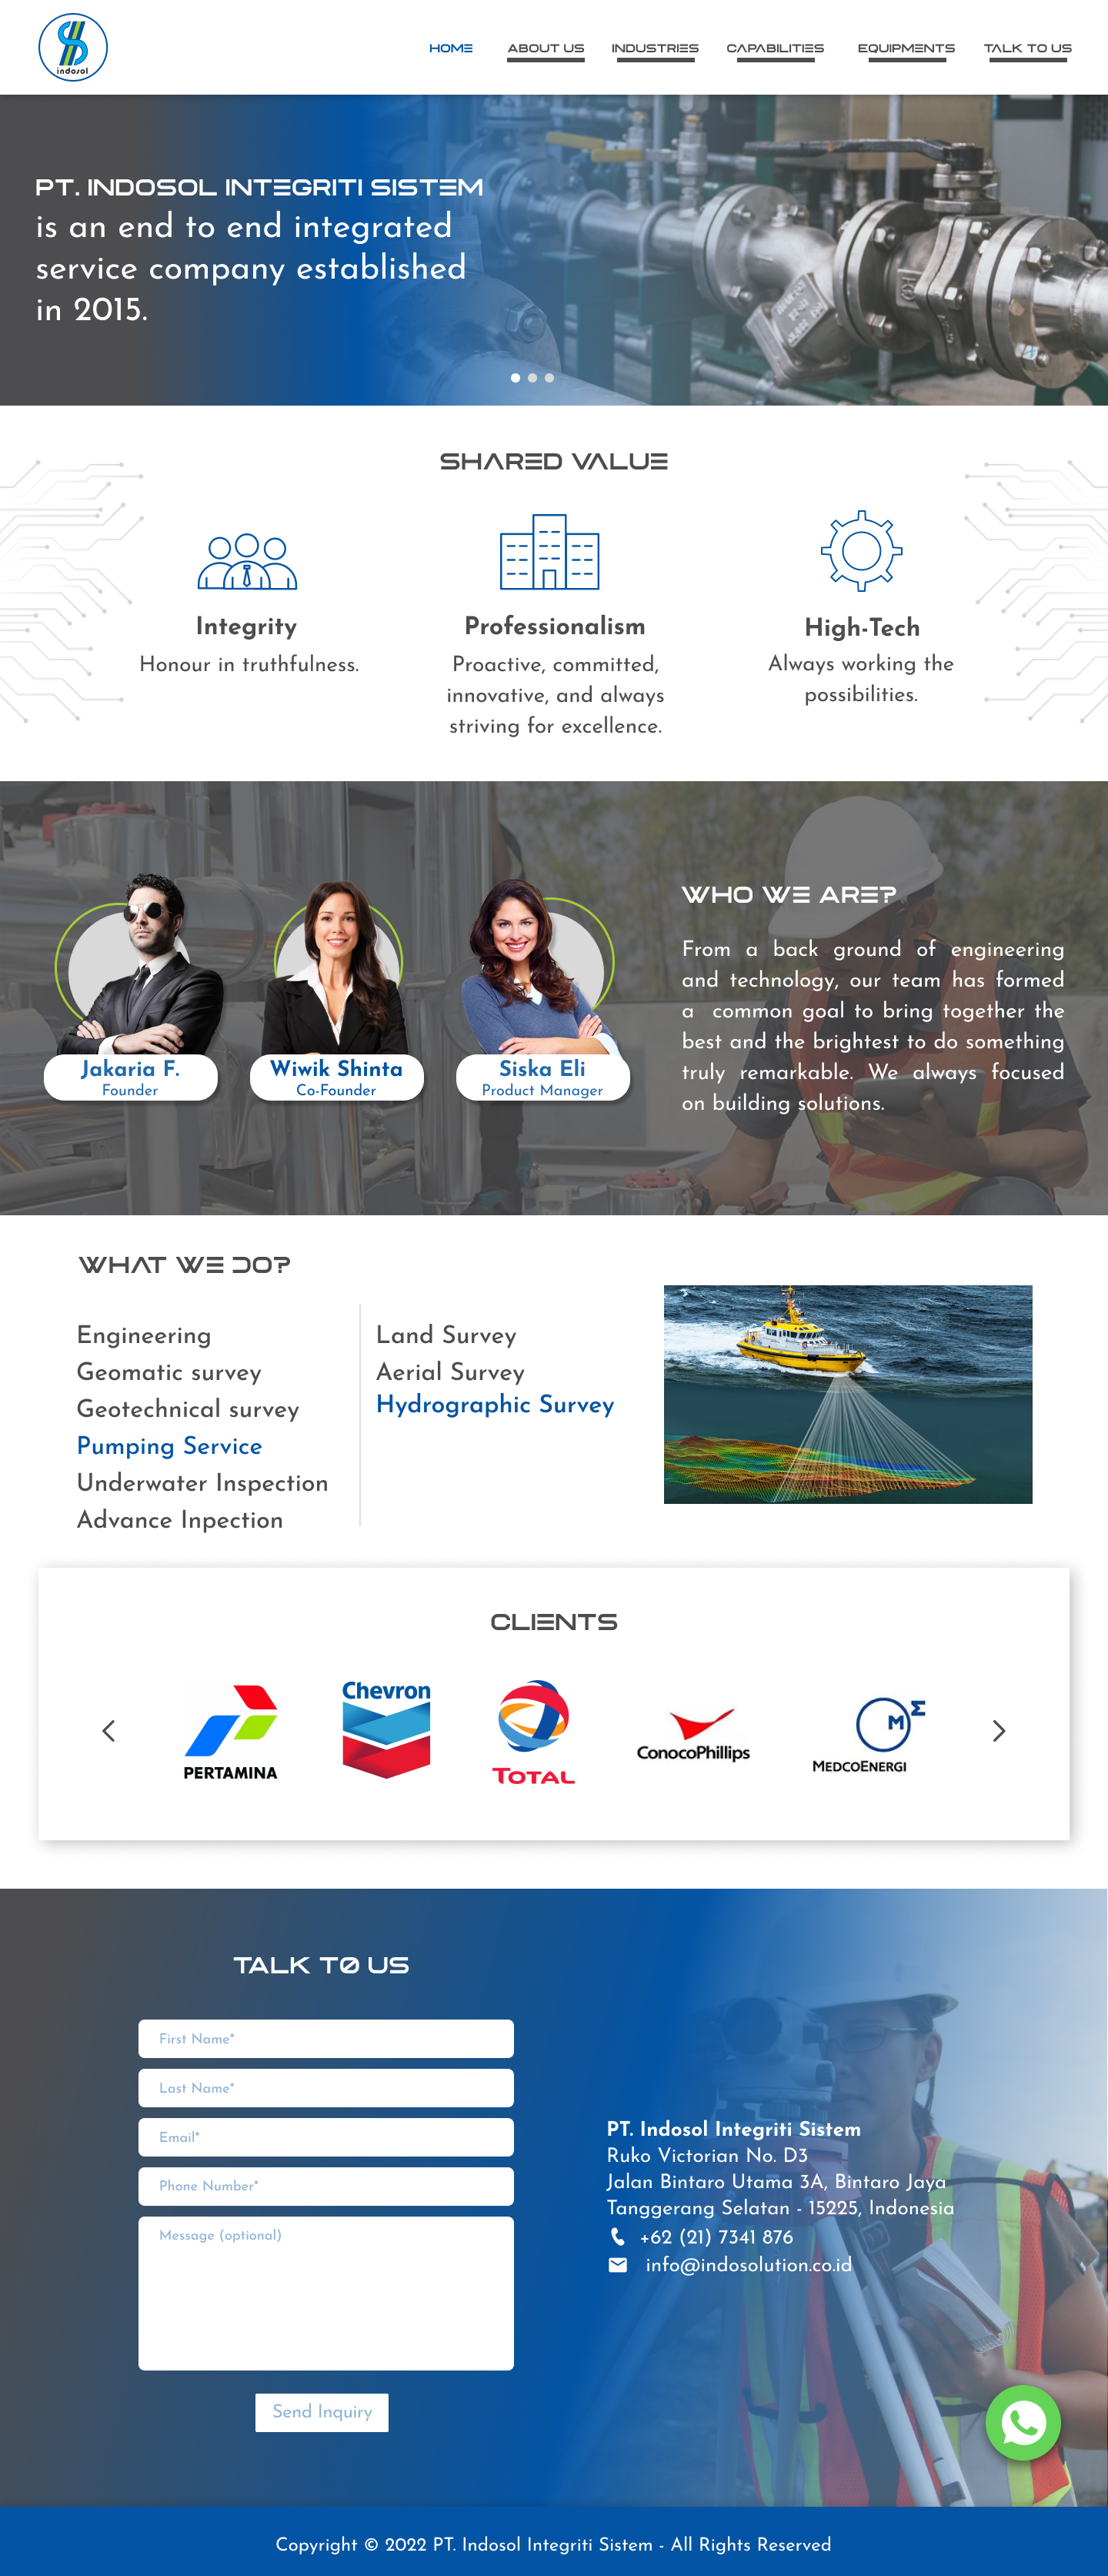 indosol
HOME
ABOUT US
INDUSTRIES
CAPABILITIES
EQUIPMENTS
TALK TO US
PT. INDOSOL INTEGRITI SISTEM
is an end to end integrated
service company established
in 2015.
SHARED VALUE
Integrity
Honour in truthfulness.
Professionalism
Proactive, committed,
innovative, and always
striving for excellence.
High-Tech
Always working the
possibilities.
Jakaria F.
Founder
Wiwik Shinta
Co-Founder
Siska Eli
Product Manager
WHO WE ARE?
From a back ground of engineering
and technology, our team has formed
a common goal to bring together the
best and the brightest to do something
truly remarkable. We always focused
on building solutions.
WHAT WE DO?
Engineering
Geomatic survey
Geotechnical survey
Pumping Service
Underwater Inspection
Advance Inpection
Land Survey
Aerial Survey
Hydrographic Survey
CLIENTS
PERTAMINA
Chevron
TOTAL
ConocoPhillips
MEDCOENERGI
TALK TO US
First Name*
Last Name*
Email*
Phone Number*
Message (optional)
Send Inquiry
PT. Indosol Integriti Sistem
Ruko Victorian No. D3
Jalan Bintaro Utama 3A, Bintaro Jaya
Tanggerang Selatan - 15225, Indonesia
+62 (21) 7341 876
info@indosolution.co.id
Copyright © 2022 PT. Indosol Integriti Sistem - All Rights Reserved